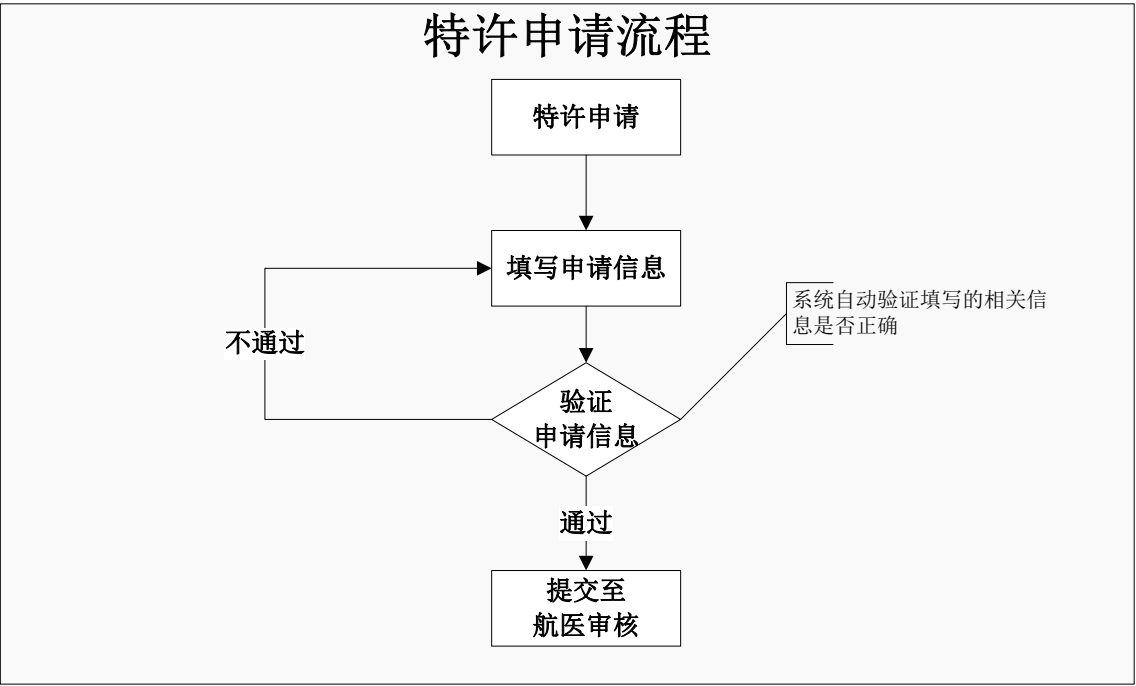 特许申请流程
特许申请
填写申请信息
系统自动验证填写的相关信
息是否正确
不通过
验证
申请信息
通过
提交至
航医审核